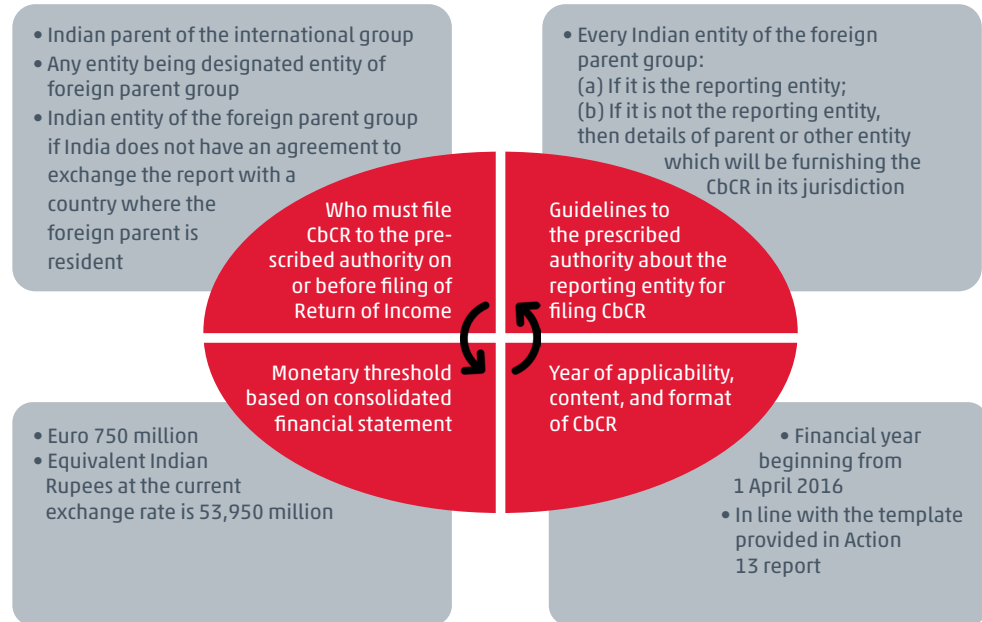 • Indian parent of the international group
• Any entity being designated entity of
foreign parent group
• Indian entity of the foreign parent group
if India does not have an agreement to
exchange the report with a
country where the
foreign parent is
resident
• Every Indian entity of the foreign
parent group:
(a) If it is the reporting entity;
(b) If it is not the reporting entity,
then details of parent or other entity
which will be furnishing the
CbCR in its jurisdiction
Who must file
CbCR to the pre-
scribed authority on
or before filing of
Return of Income
Guidelines to
the prescribed
authority about the
reporting entity for
filing CbCR
Monetary threshold
based on consolidated
financial statement
Year of applicability,
content, and format
of CbCR
• Euro 750 million
• Equivalent Indian
Rupees at the current
exchange rate is 53,950 million
• Financial year
beginning from
1 April 2016
• In line with the template
provided in Action
13 report